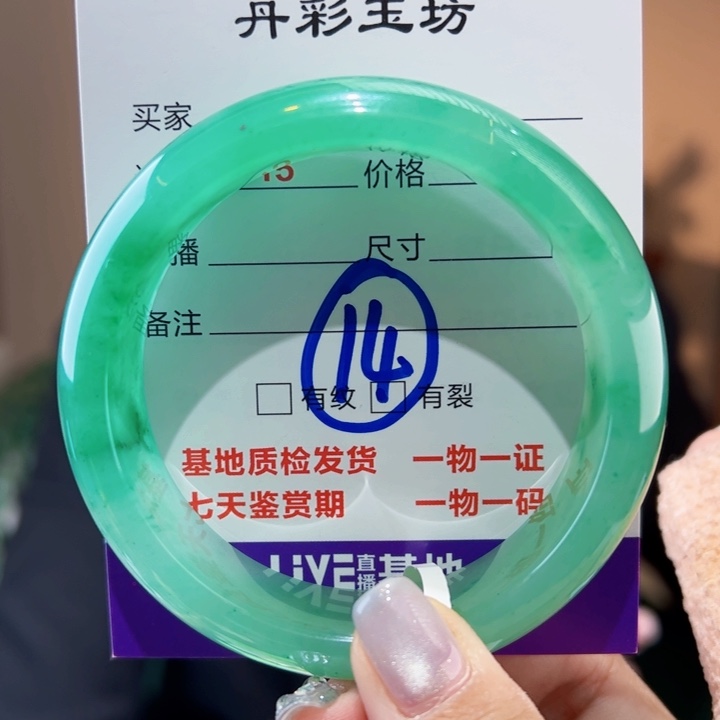 丹彩玉坊
买家
15 价格
播 尺寸
备注
14
有纹 有裂
基地质检发货 一物一证
七天鉴赏期 一物一码
LiVE直播基地